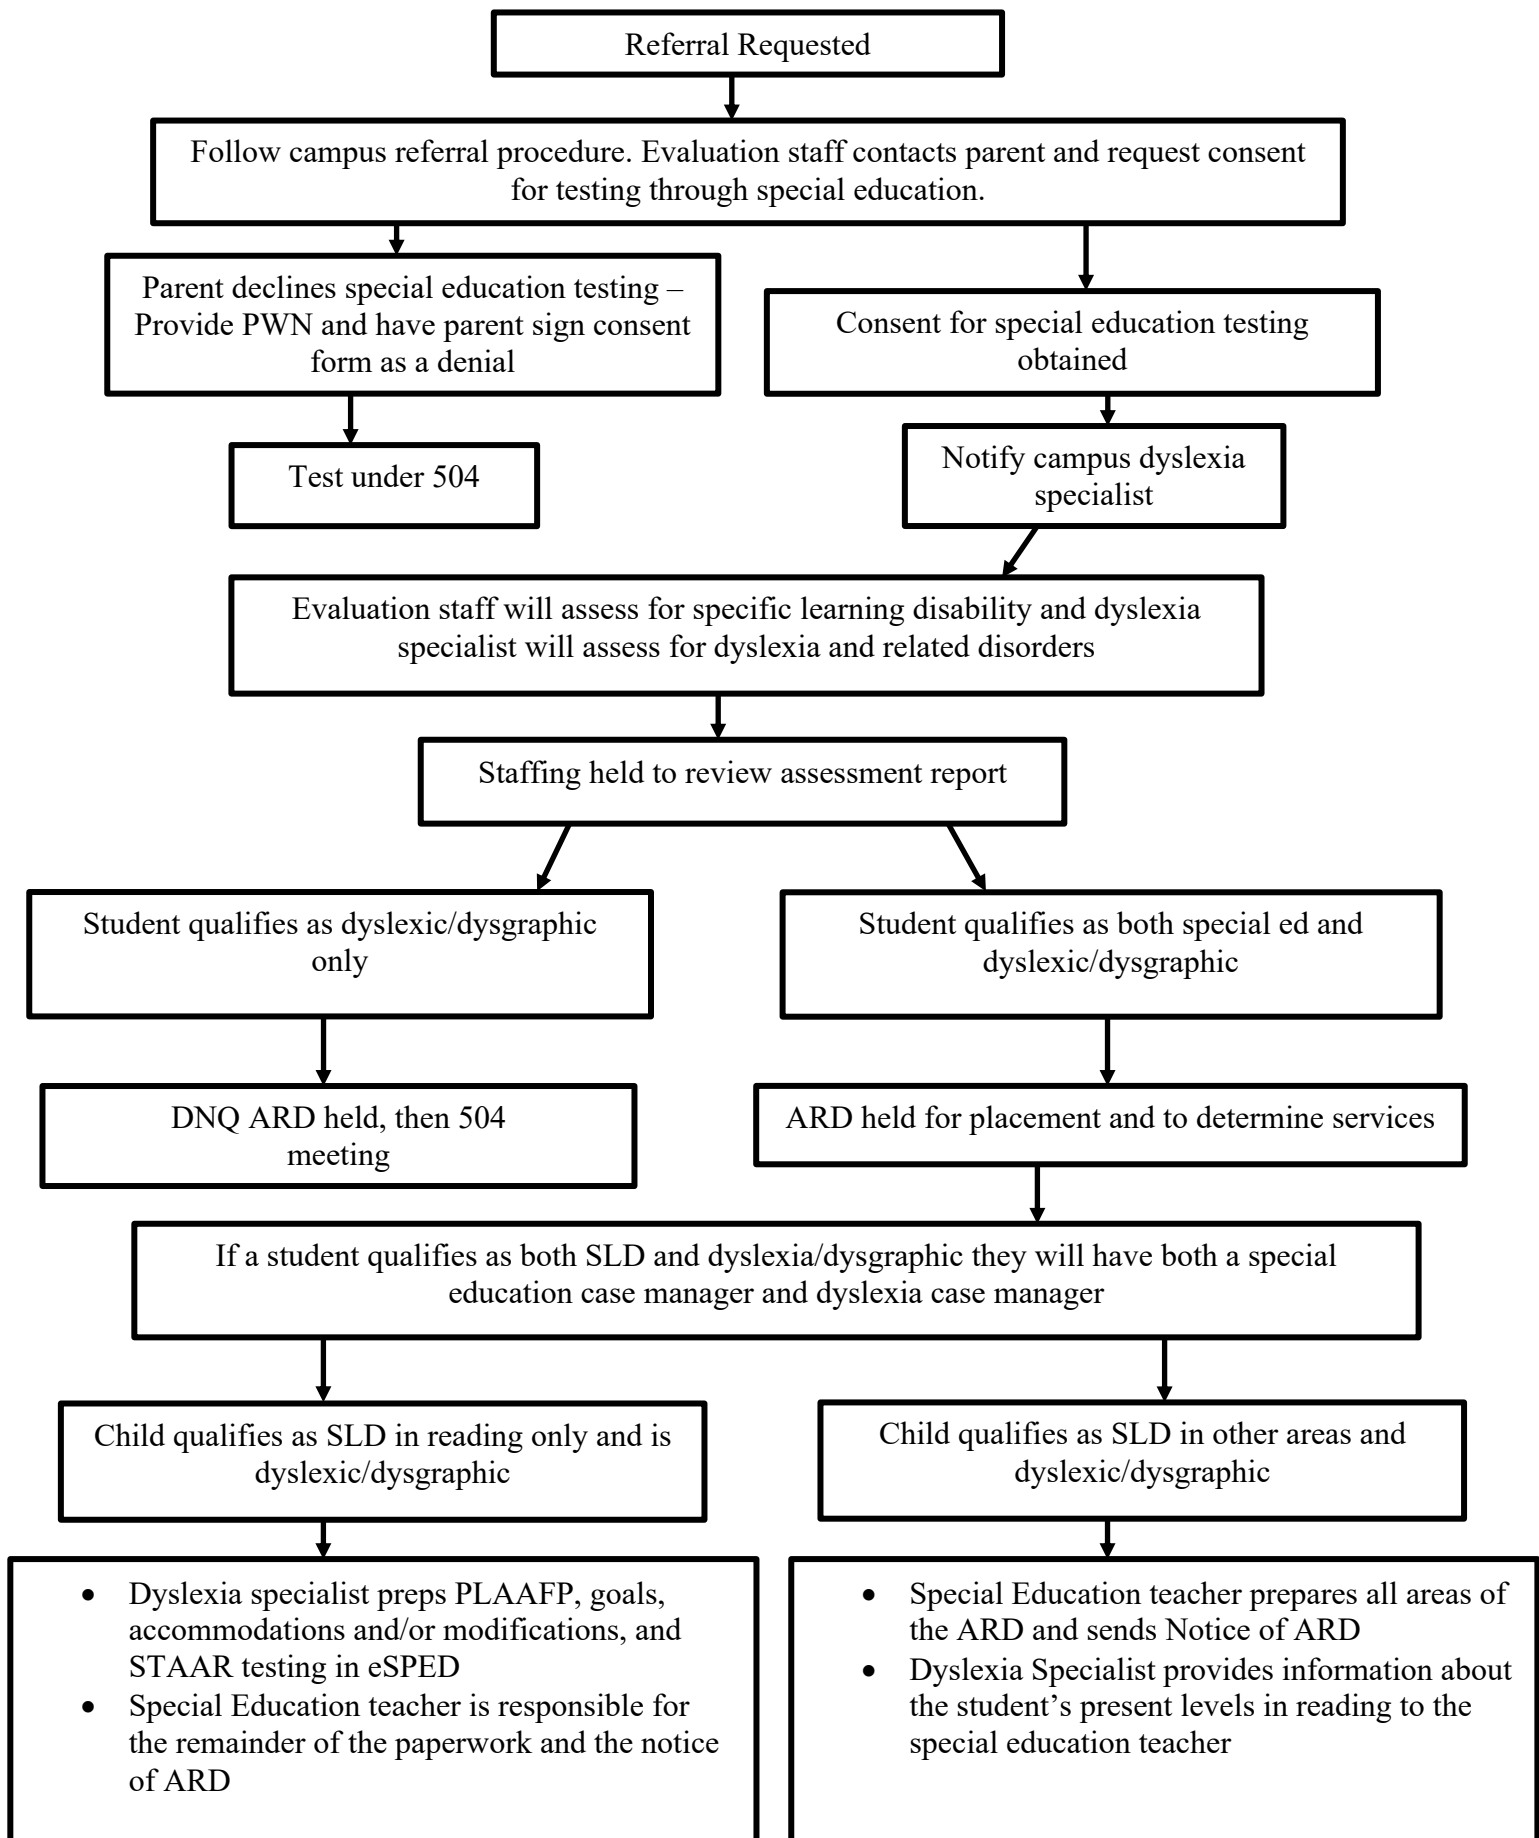 Referral Requested
Follow campus referral procedure. Evaluation staff contacts parent and request consent
for testing through special education.
Parent declines special education testing –
Provide PWN and have parent sign consent
form as a denial
Consent for special education testing
obtained
Test under 504
Notify campus dyslexia
specialist
Evaluation staff will assess for specific learning disability and dyslexia
specialist will assess for dyslexia and related disorders
Staffing held to review assessment report
Student qualifies as dyslexic/dysgraphic
only
Student qualifies as both special ed and
dyslexic/dysgraphic
DNQ ARD held, then 504
meeting
ARD held for placement and to determine services
If a student qualifies as both SLD and dyslexia/dysgraphic they will have both a special
education case manager and dyslexia case manager
Child qualifies as SLD in reading only and is
dyslexic/dysgraphic
Child qualifies as SLD in other areas and
dyslexic/dysgraphic
• Dyslexia specialist preps PLAAFP, goals,
accommodations and/or modifications, and
STAAR testing in eSPED
• Special Education teacher is responsible for
the remainder of the paperwork and the notice
of ARD
• Special Education teacher prepares all areas of
the ARD and sends Notice of ARD
• Dyslexia Specialist provides information about
the student’s present levels in reading to the
special education teacher